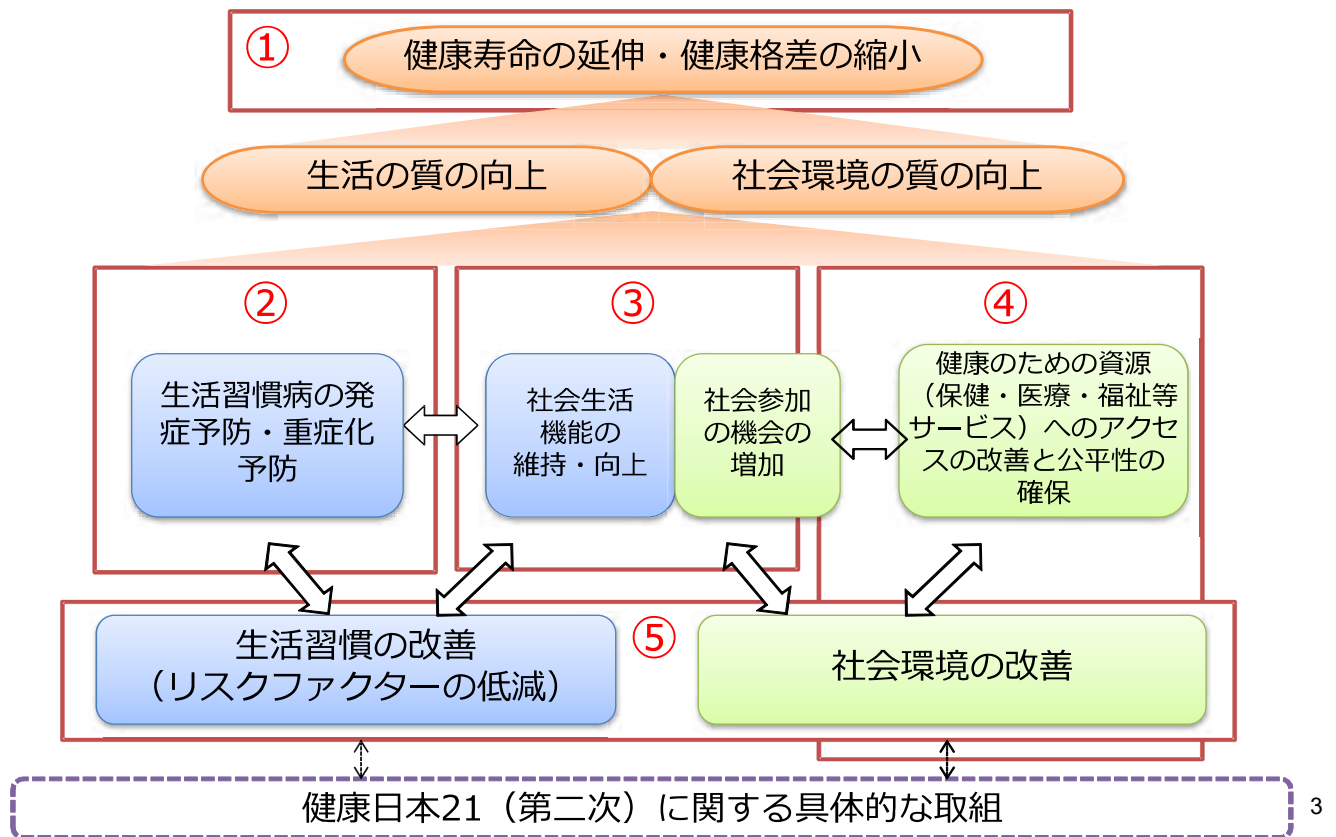 ①
健康寿命の延伸・健康格差の縮小
生活の質の向上
社会環境の質の向上
②
生活習慣病の発
症予防・重症化
予防
③
社会生活
機能の
維持・向上
社会参加
の機会の
増加
④
健康のための資源
（保健・医療・福祉等
サービス）へのアクセ
スの改善と公平性の
確保
生活習慣の改善
（リスクファクターの低減）
⑤
社会環境の改善
健康日本21（第二次）に関する具体的な取組
3